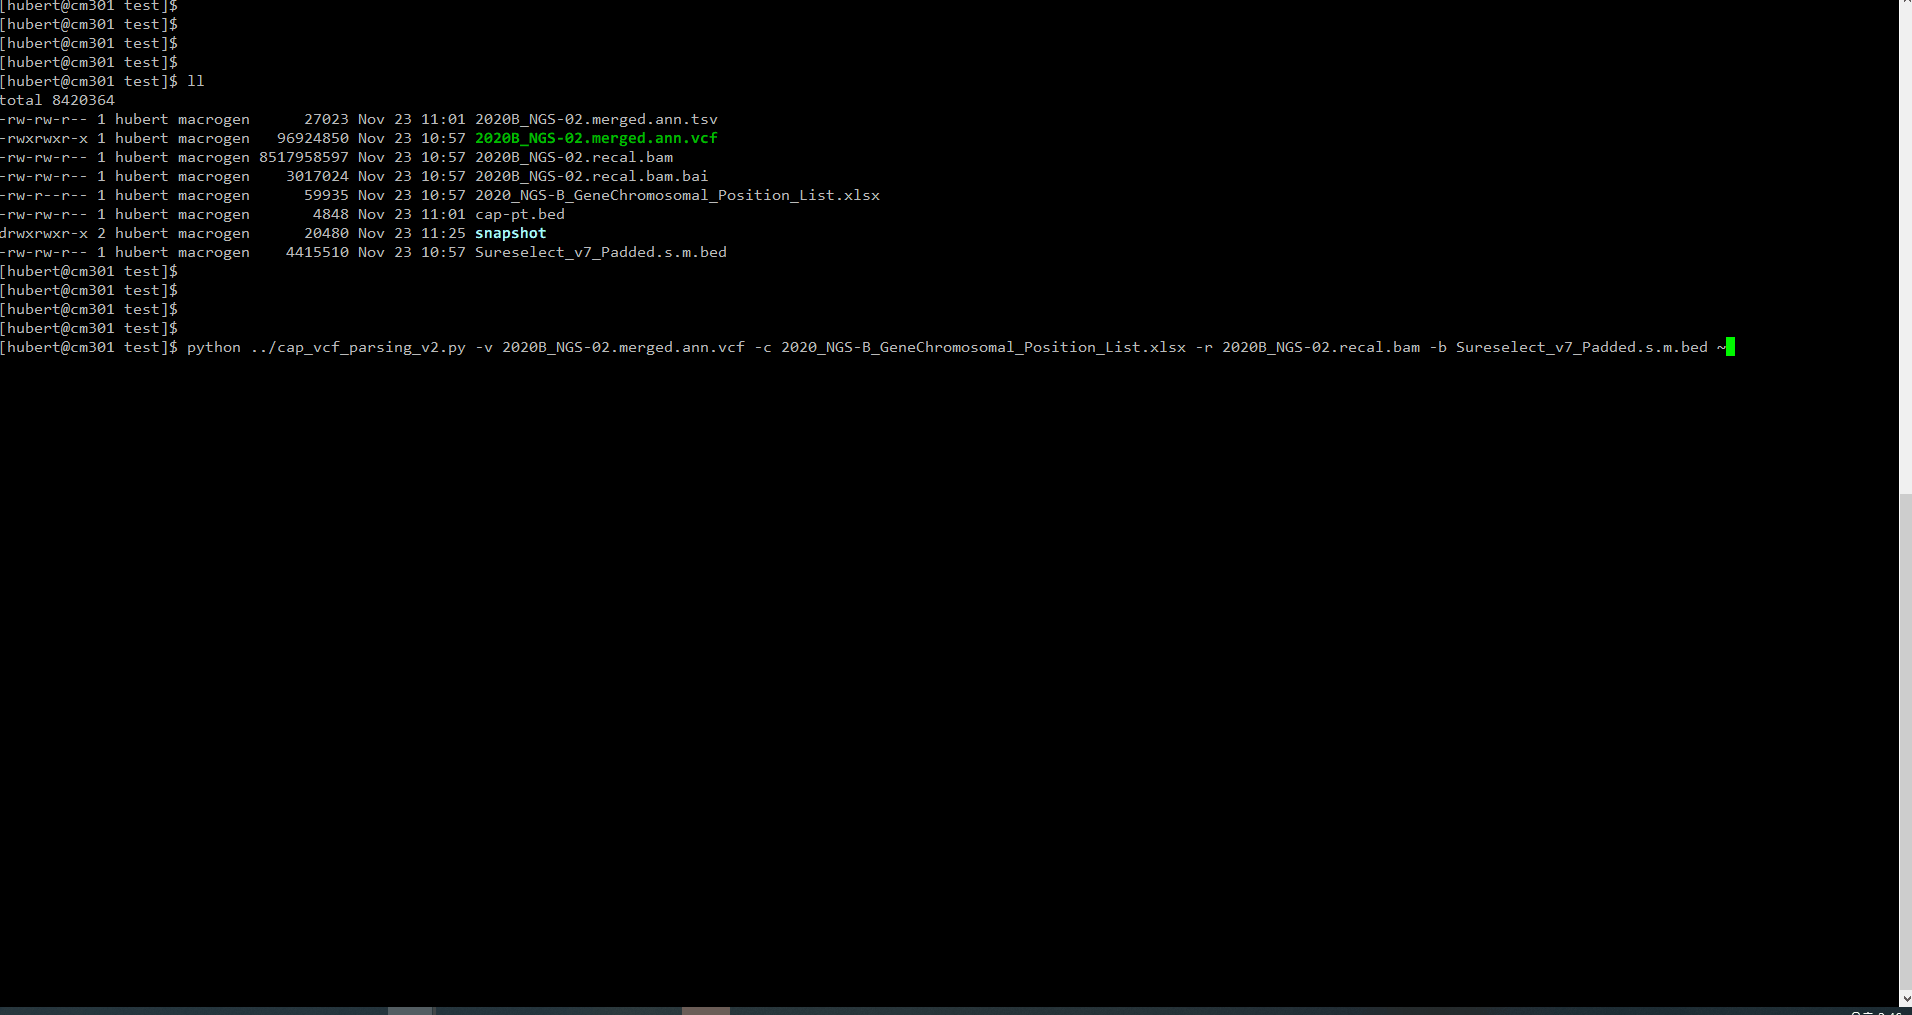 [hubert@cm301 test]$
[hubert@cm301 test]$
[hubert@cm301 test]$
[hubert@cm301 test]$
[hubert@cm301 test]$ ll
total 8420364
-rw-rw-r-- 1 hubert macrogen      27023 Nov 23 11:01 2020B_NGS-02.merged.ann.tsv
-rwxrwxr-x 1 hubert macrogen   96924850 Nov 23 10:57 2020B_NGS-02.merged.ann.vcf
-rw-rw-r-- 1 hubert macrogen 8517958597 Nov 23 10:57 2020B_NGS-02.recal.bam
-rw-rw-r-- 1 hubert macrogen    3017024 Nov 23 10:57 2020B_NGS-02.recal.bam.bai
-rw-r--r-- 1 hubert macrogen      59935 Nov 23 10:57 2020_NGS-B_GeneChromosomal_Position_List.xlsx
-rw-rw-r-- 1 hubert macrogen       4848 Nov 23 11:01 cap-pt.bed
drwxrwxr-x 2 hubert macrogen      20480 Nov 23 11:25 snapshot
-rw-rw-r-- 1 hubert macrogen    4415510 Nov 23 10:57 Sureselect_v7_Padded.s.m.bed
[hubert@cm301 test]$
[hubert@cm301 test]$
[hubert@cm301 test]$
[hubert@cm301 test]$
[hubert@cm301 test]$ python ../cap_vcf_parsing_v2.py -v 2020B_NGS-02.merged.ann.vcf -c 2020_NGS-B_GeneChromosomal_Position_List.xlsx -r 2020B_NGS-02.recal.bam -b Sureselect_v7_Padded.s.m.bed ~